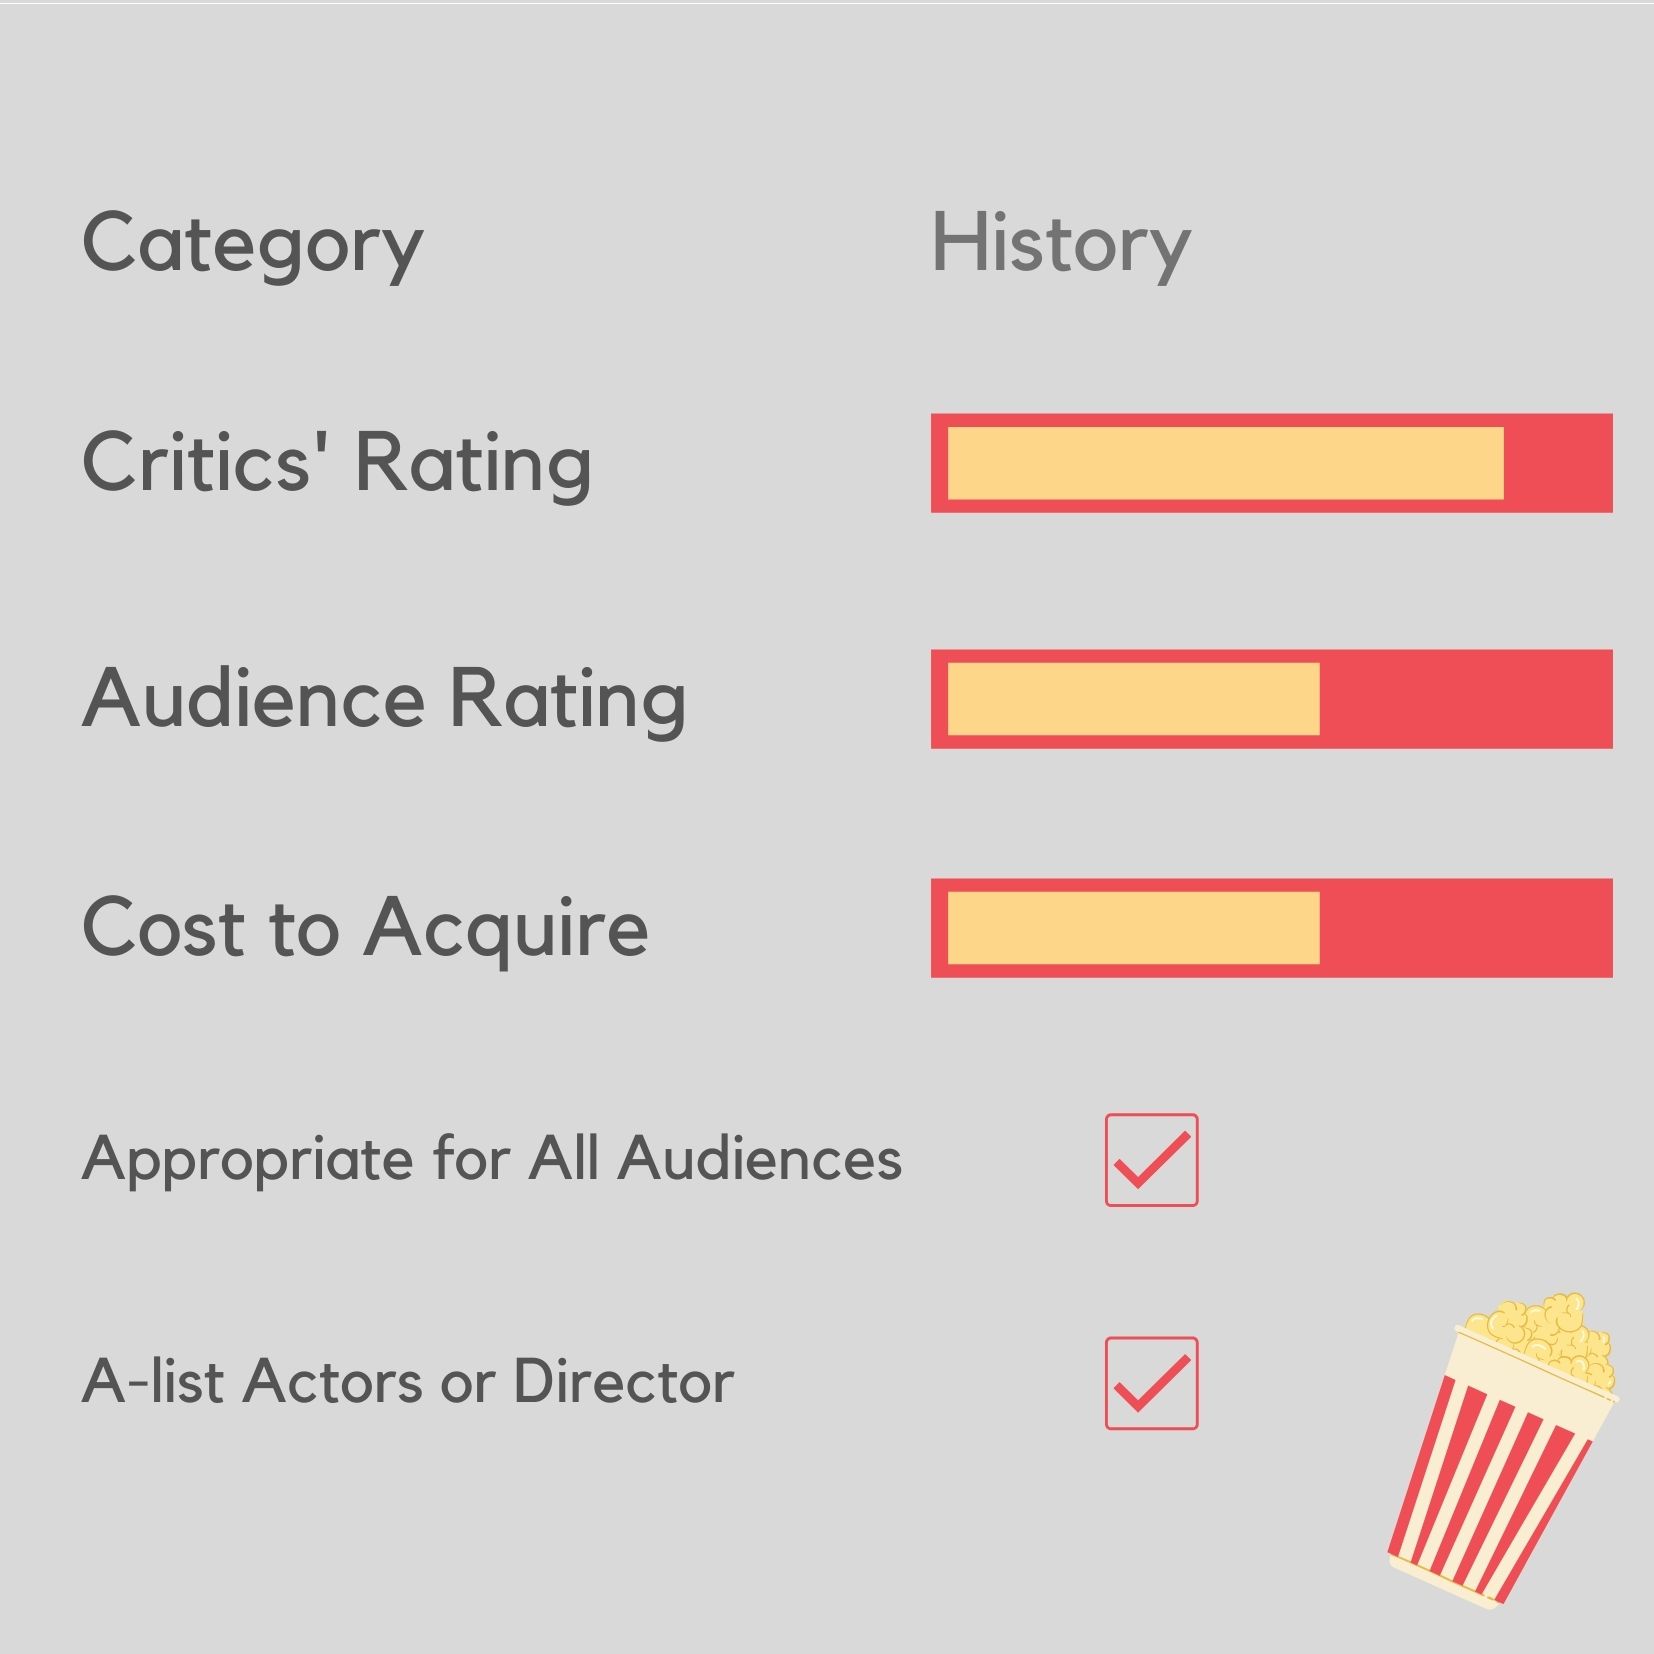 Category History
Critics' Rating
Audience Rating
Cost to Acquire
Appropriate for All Audiences
A-list Actors or Director